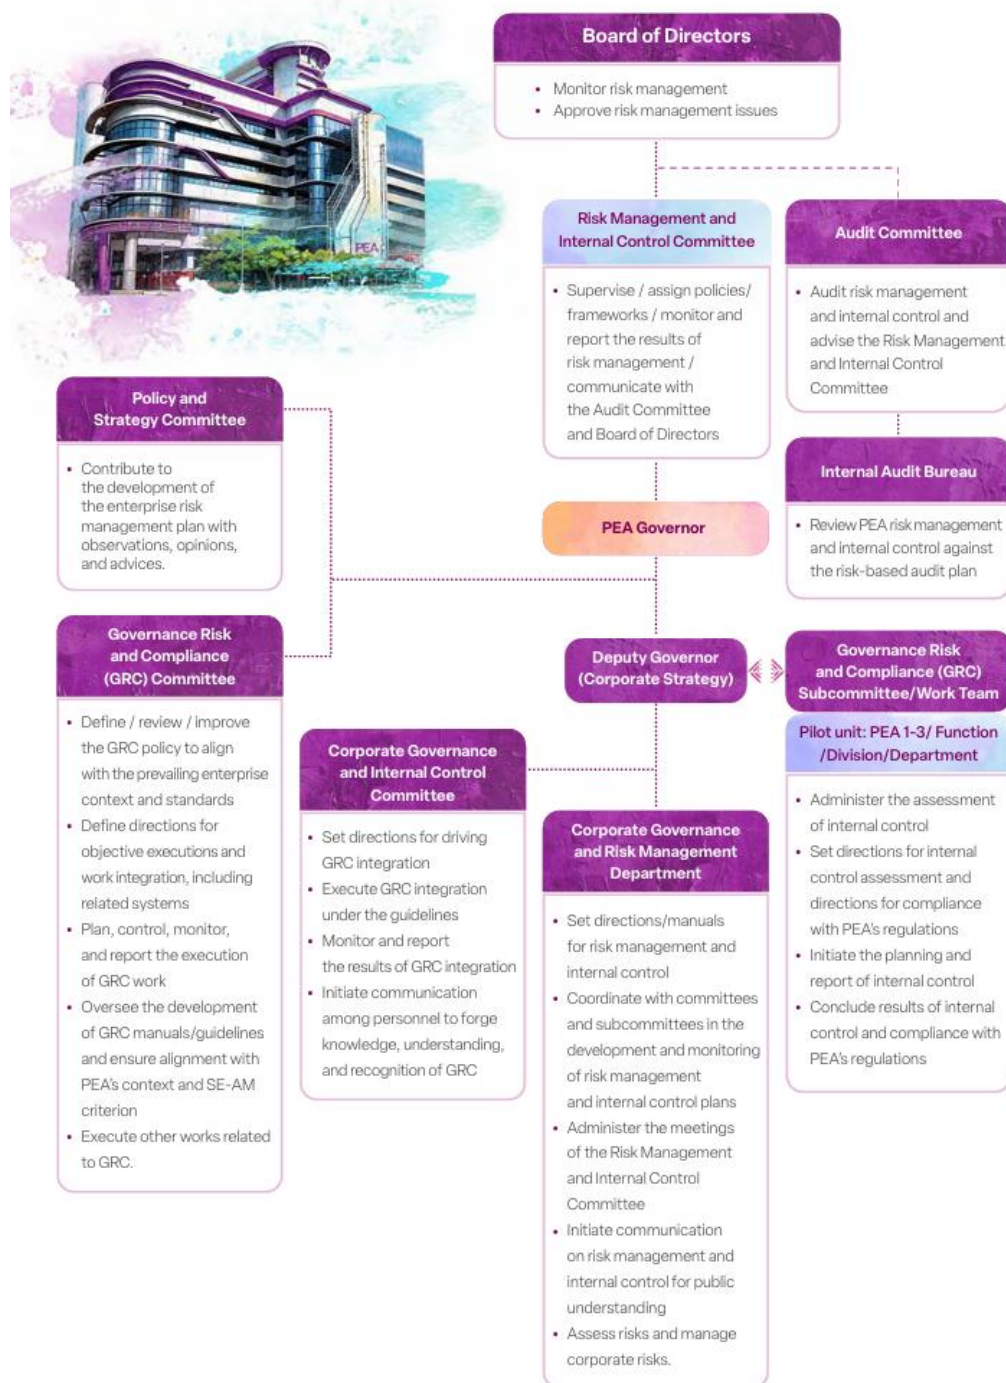 Board of Directors
• Monitor risk management
• Approve risk management issues
PEA
Risk Management and
Internal Control Committee
• Supervise / assign policies/
frameworks / monitor and
report the results of
risk management /
communicate with
the Audit Committee
and Board of Directors
Audit Committee
• Audit risk management
and internal control and
advise the Risk Management
and Internal Control
Committee
Policy and
Strategy Committee
• Contribute to
the development of
the enterprise risk
management plan with
observations, opinions,
and advices.
Internal Audit Bureau
• Review PEA risk management
and internal control against
the risk-based audit plan
PEA Governor
Governance Risk
and Compliance
(GRC) Committee
• Define / review / improve
the GRC policy to align
with the prevailing enterprise
context and standards
• Define directions for
objective executions and
work integration, including
related systems
• Plan, control, monitor,
and report the execution
of GRC work
• Oversee the development
of GRC manuals/guidelines
and ensure alignment with
PEA's context and SE-AM
criterion
• Execute other works related
to GRC.
Deputy Governor
(Corporate Strategy)
Governance Risk
and Compliance (GRC)
Subcommittee/Work Team
Pilot unit: PEA 1-3/ Function
/Division/Department
• Administer the assessment
of internal control
• Set directions for internal
control assessment and
directions for compliance
with PEA's regulations
• Initiate the planning and
report of internal control
• Conclude results of internal
control and compliance with
PEA's regulations
Corporate Governance
and Internal Control
Committee
• Set directions for driving
GRC integration
• Execute GRC integration
under the guidelines
• Monitor and report
the results of GRC integration
• Initiate communication
among personnel to forge
knowledge, understanding,
and recognition of GRC
Corporate Governance
and Risk Management
Department
• Set directions/manuals
for risk management and
internal control
• Coordinate with committees
and subcommittees in the
development and monitoring
of risk management
and internal control plans
• Administer the meetings
of the Risk Management
and Internal Control
Committee
• Initiate communication
on risk management and
internal control for public
understanding
• Assess risks and manage
corporate risks.